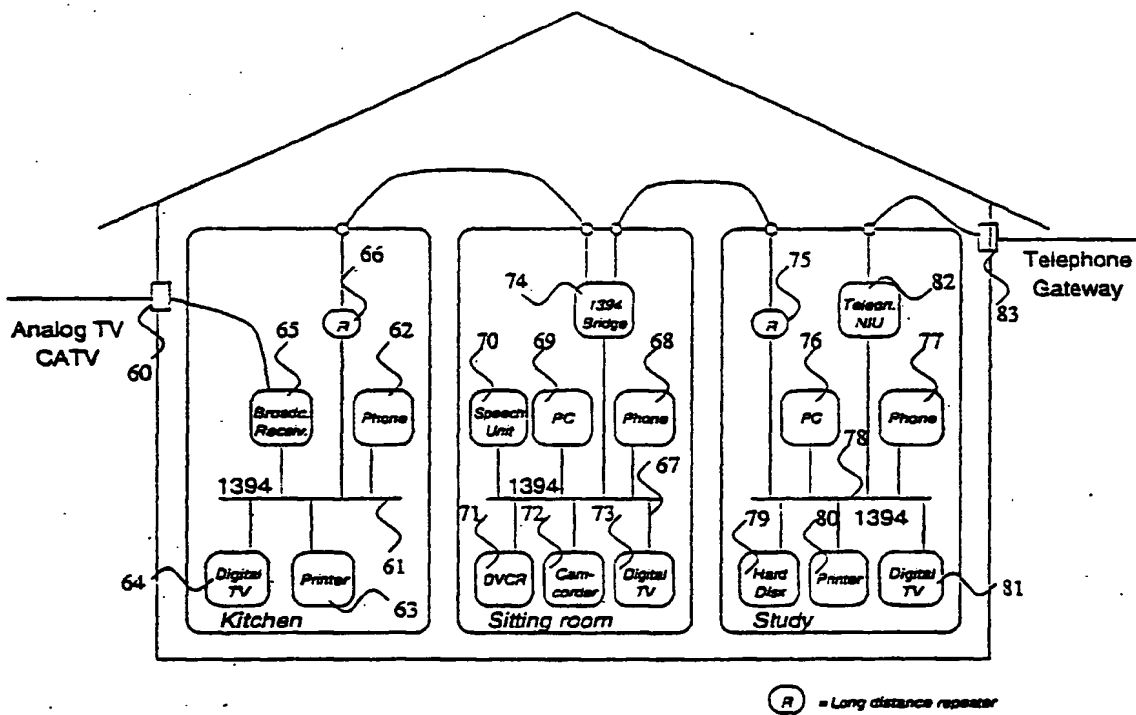 66
74
75
82
Telephone
Gateway
83
R
1394
Bridge
R
Telecn.
NIU
Analog TV
CATV
60
65
62
70
69
68
76
77
Broadc.
Receiv.
Phone
Speech
Unit
PC
Phone
PC
Phone
1394
1394
67
78
1394
71
72
73
79
80
64
Digital
TV
Printer
61
63
DVCR
Cam-
corder
Digital
TV
Hard
Disk
Printer
Digital
TV
81
Kitchen
Sitting room
Study
R = Long distance repeater